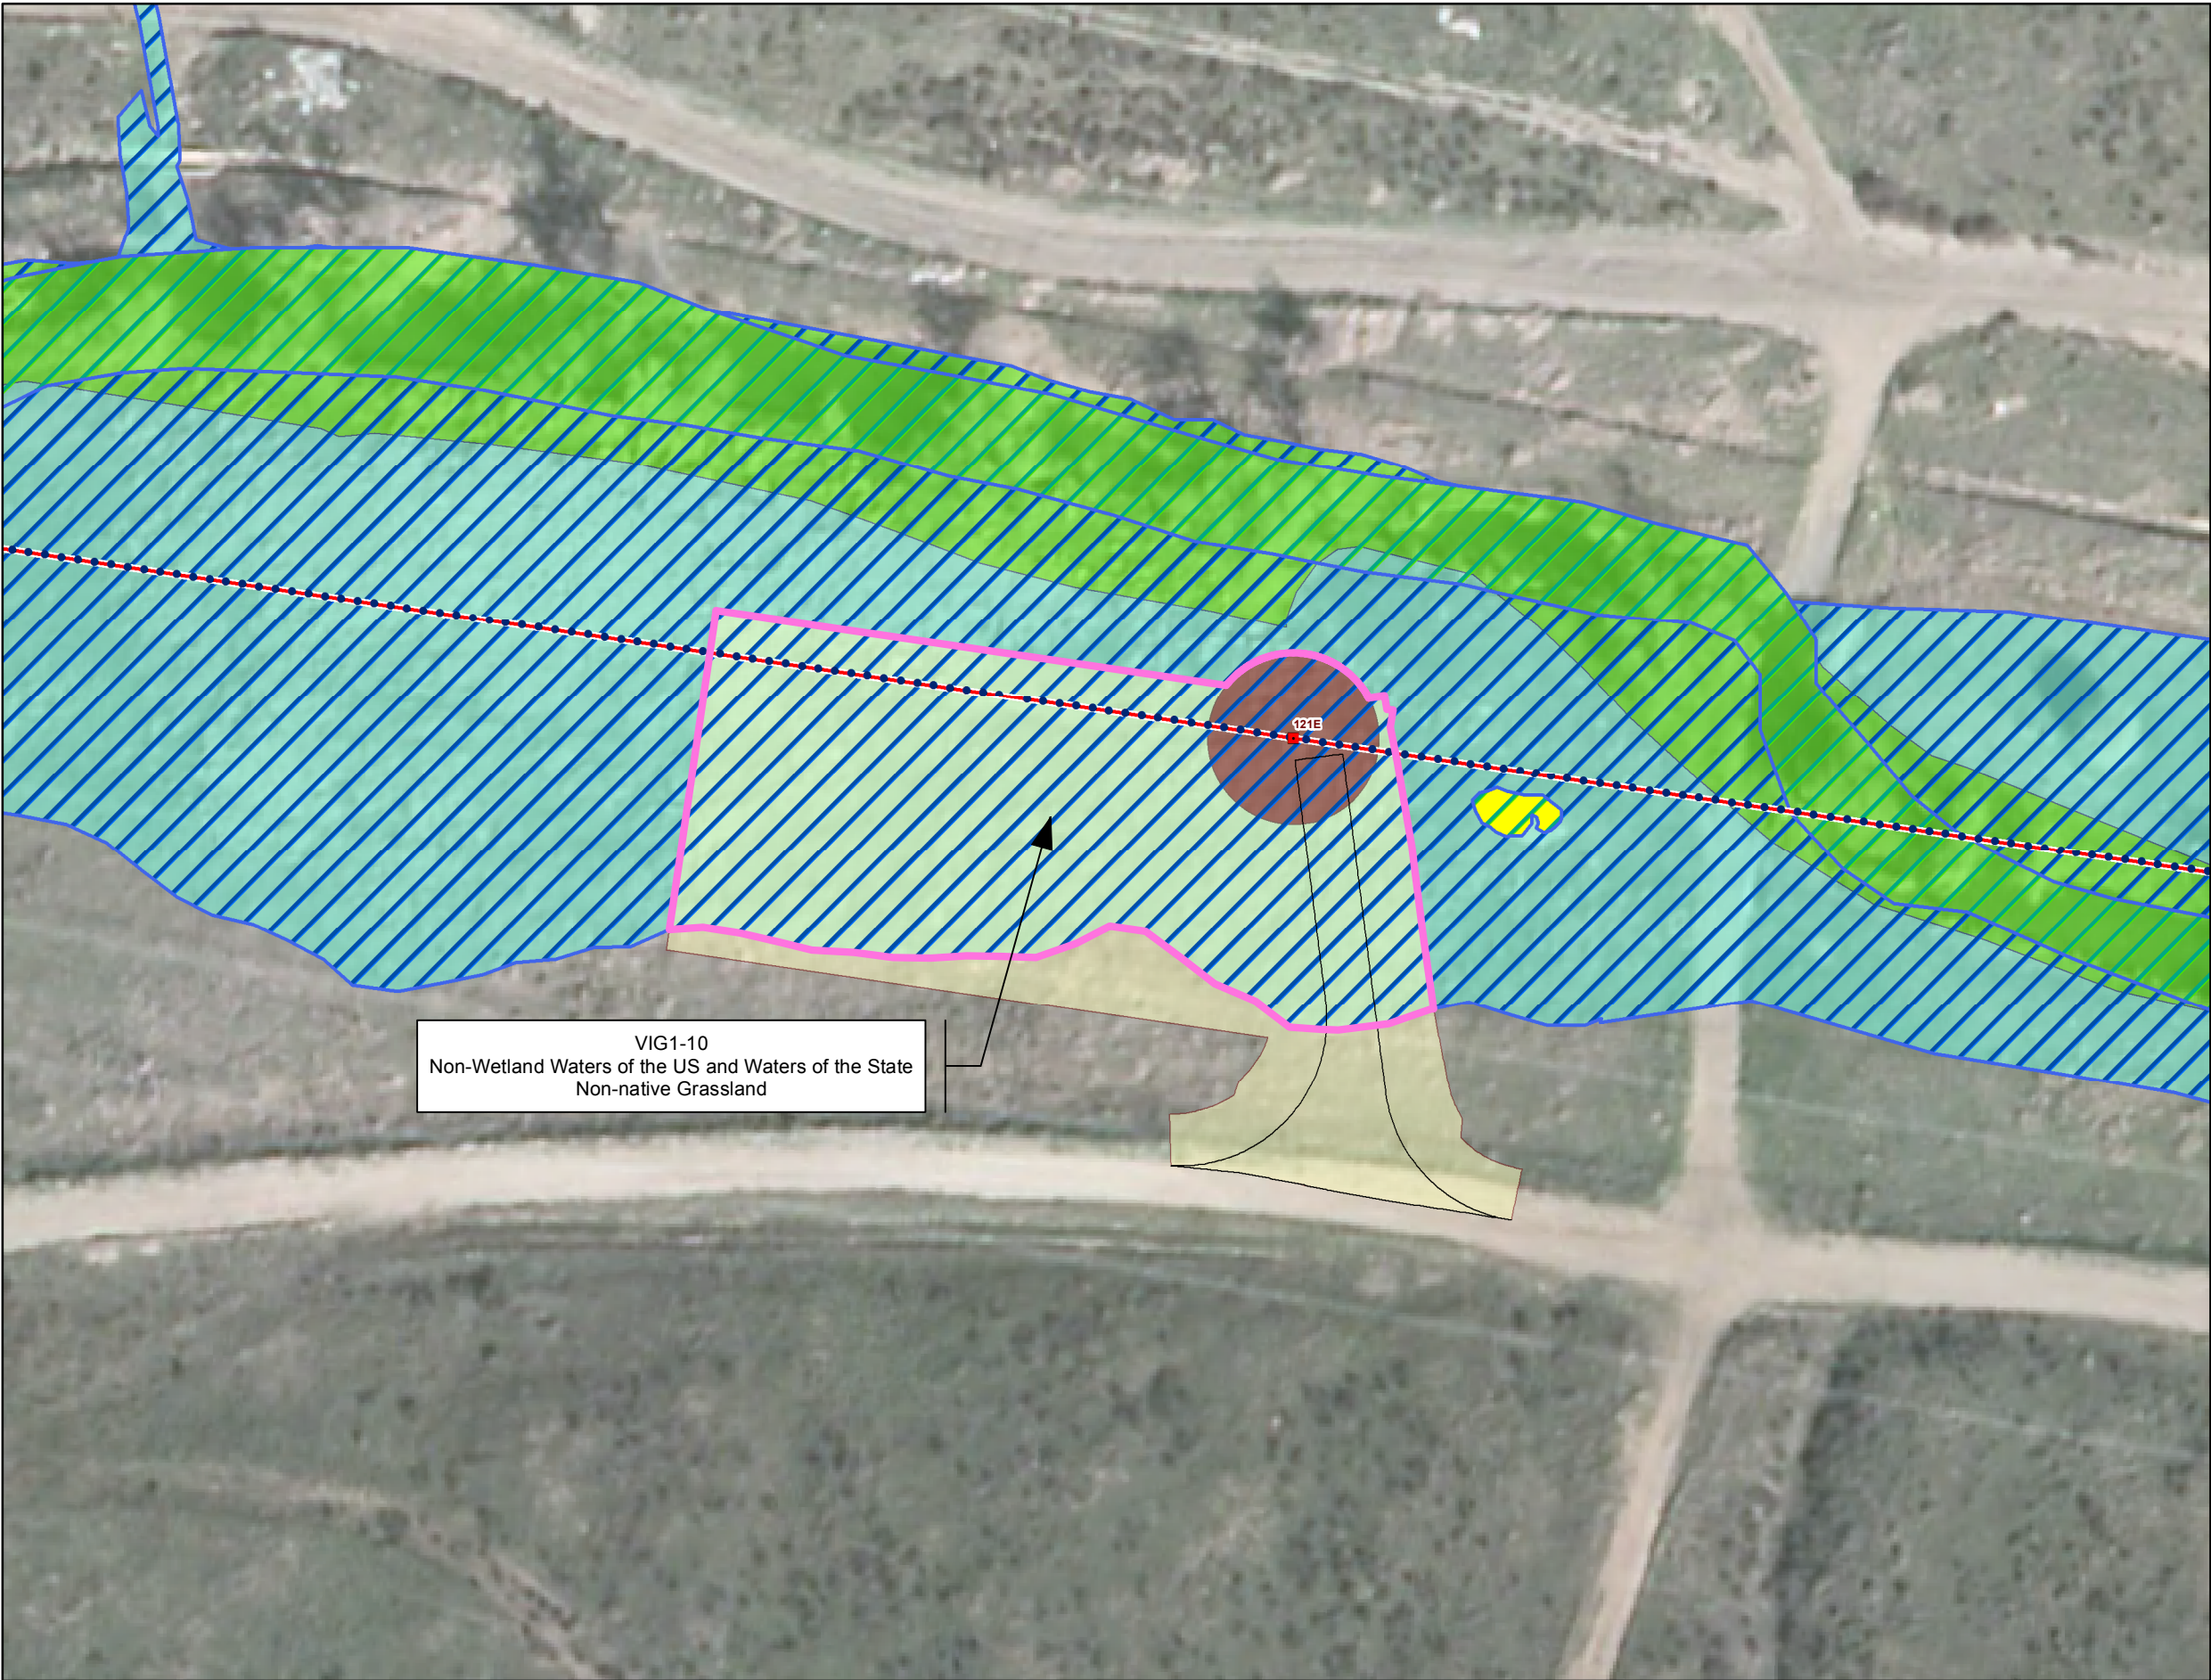 121E
VIG1-10
Non-Wetland Waters of the US and Waters of the State
Non-native Grassland